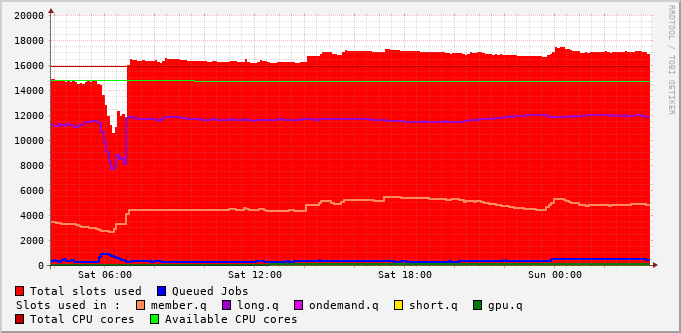 20000
18000
16000
14000
12000
10000
8000
6000
4000
2000
0
Sat 06:00 Sat 12:00 Sat 18:00 Sun 00:00
RRDTOOL / TOBI OETIKER
Total slots used Queued Jobs
Slots used in : member.q long.q ondemand.q short.q gpu.q
Total CPU cores Available CPU cores